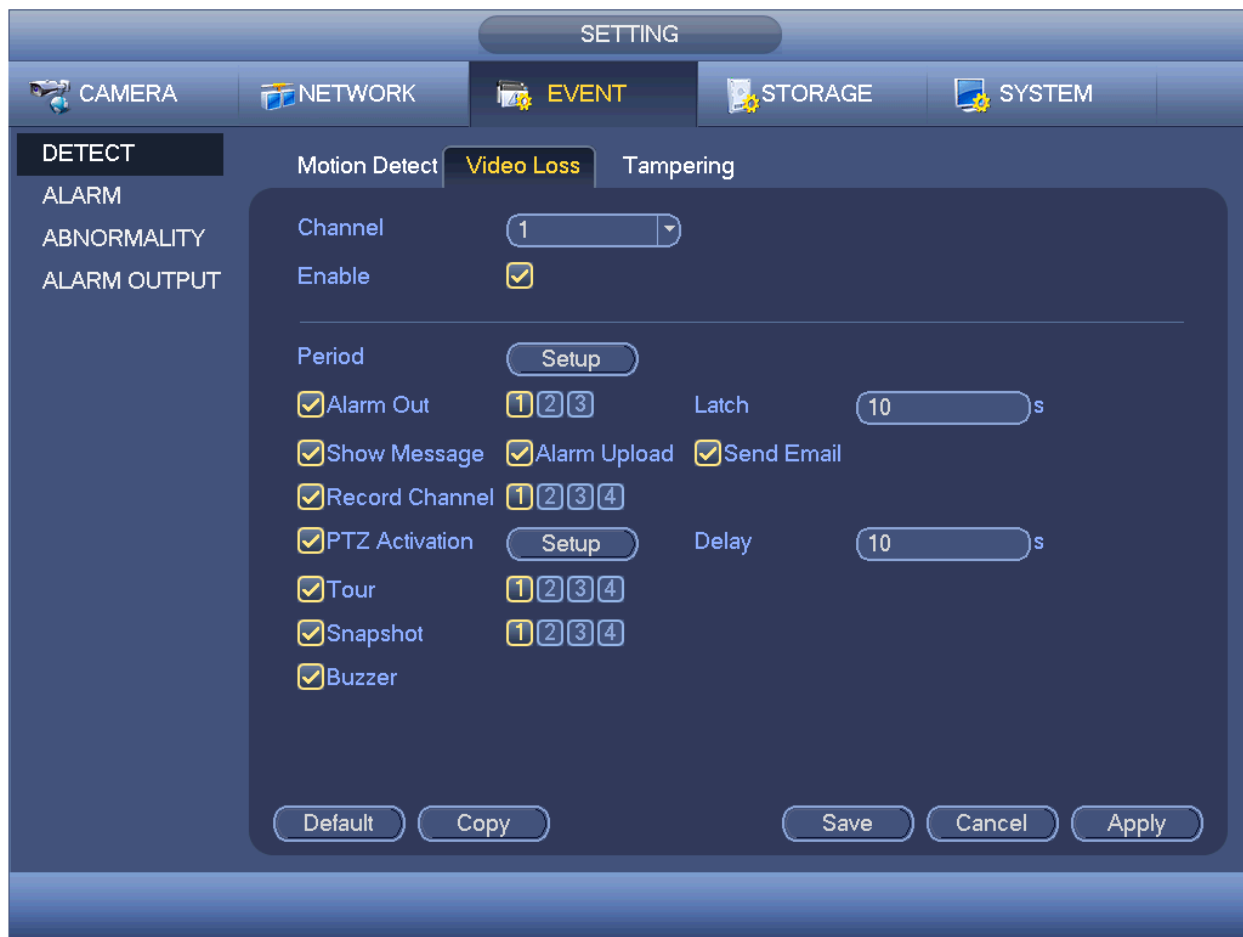 SETTING
CAMERA NETWORK EVENT STORAGE SYSTEM
DETECT
ALARM
ABNORMALITY
ALARM OUTPUT
Motion Detect Video Loss Tampering
Channel 1
Enable
Period Setup
Alarm Out 1 2 3 Latch 10 s
Show Message Alarm Upload Send Email
Record Channel 1 2 3 4
PTZ Activation Setup Delay 10 s
Tour 1 2 3 4
Snapshot 1 2 3 4
Buzzer
Default Copy Save Cancel Apply